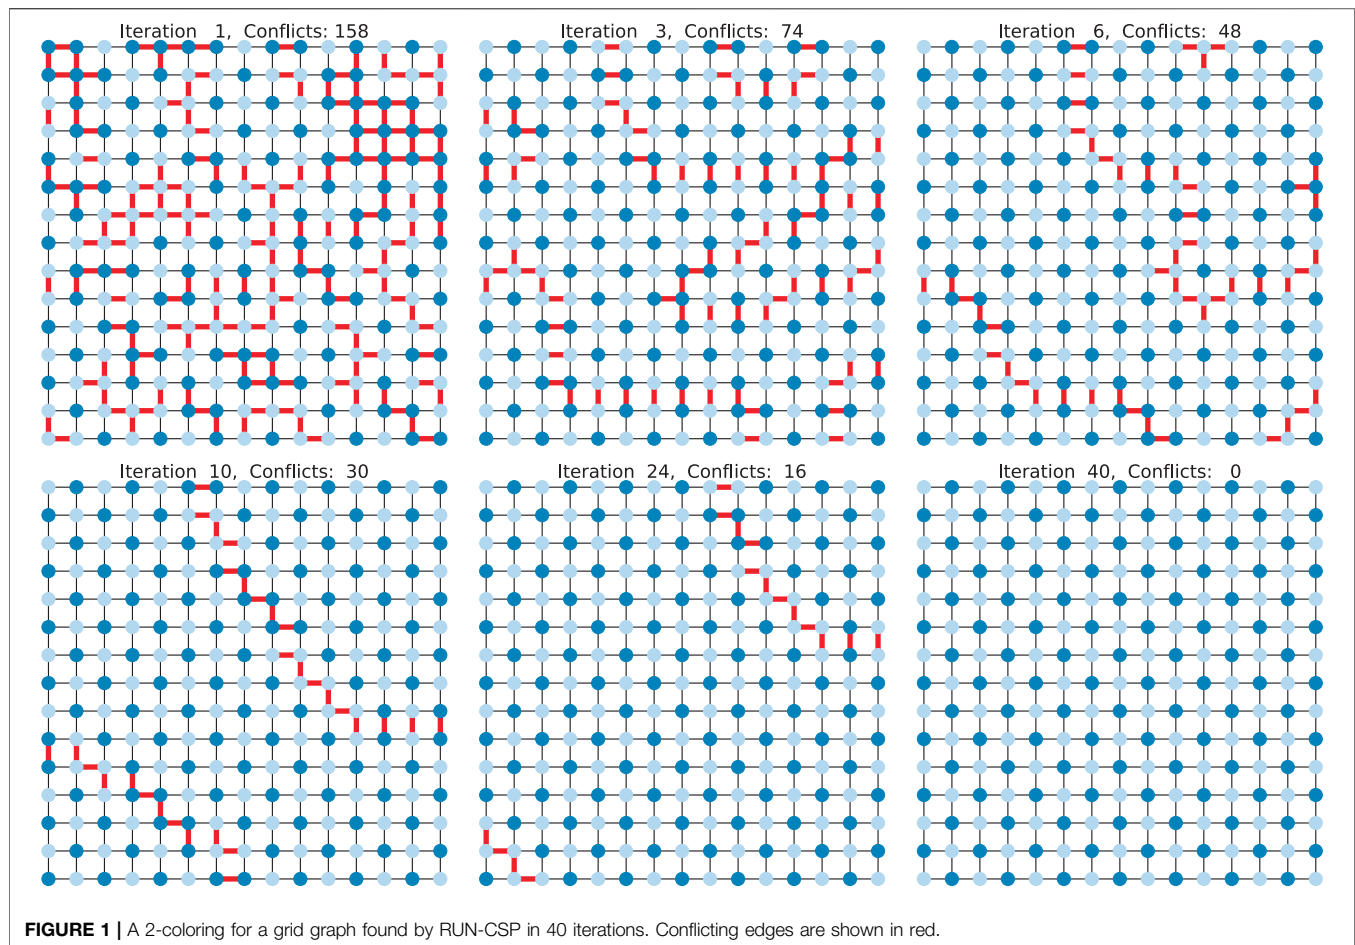 Iteration 1, Conflicts: 158
Iteration 3, Conflicts: 74
Iteration 6, Conflicts: 48
Iteration 10, Conflicts: 30
Iteration 24, Conflicts: 16
Iteration 40, Conflicts: 0
FIGURE 1 | A 2-coloring for a grid graph found by RUN-CSP in 40 iterations. Conflicting edges are shown in red.